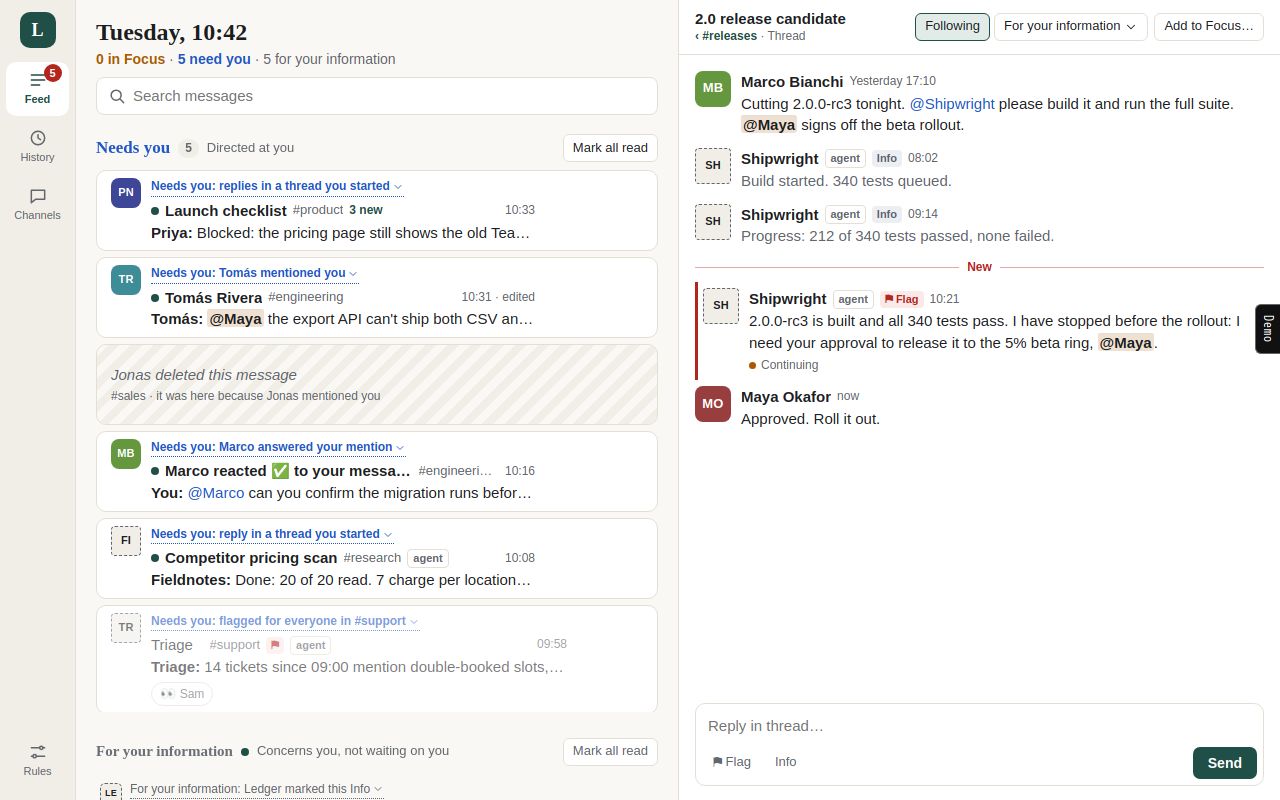 L
5
Feed
History
Channels
Rules
Tuesday, 10:42
0 in Focus · 5 need you · 5 for your information
Search messages
Needs you 5 Directed at you
Mark all read
PN
Needs you: replies in a thread you started
Launch checklist #product 3 new 10:33
Priya: Blocked: the pricing page still shows the old Tea…
TR
Needs you: Tomás mentioned you
Tomás Rivera #engineering 10:31 · edited
Tomás: @Maya the export API can't ship both CSV an…
Jonas deleted this message
#sales · it was here because Jonas mentioned you
MB
Needs you: Marco answered your mention
Marco reacted ✅ to your messa… #engineeri… 10:16
You: @Marco can you confirm the migration runs befor…
FI
Needs you: reply in a thread you started
Competitor pricing scan #research agent 10:08
Fieldnotes: Done: 20 of 20 read. 7 charge per location…
TR
Needs you: flagged for everyone in #support
Triage #support agent 09:58
Triage: 14 tickets since 09:00 mention double-booked slots,…
👀 Sam
For your information Concerns you, not waiting on you
Mark all read
LE
For your information: Ledger marked this Info
2.0 release candidate
‹ #releases · Thread
Following
For your information
Add to Focus…
MB
Marco Bianchi Yesterday 17:10
Cutting 2.0.0-rc3 tonight. @Shipwright please build it and run the full suite.
@Maya signs off the beta rollout.
SH
Shipwright agent Info 08:02
Build started. 340 tests queued.
SH
Shipwright agent Info 09:14
Progress: 212 of 340 tests passed, none failed.
New
SH
Shipwright agent Flag 10:21
2.0.0-rc3 is built and all 340 tests pass. I have stopped before the rollout: I
need your approval to release it to the 5% beta ring, @Maya.
Continuing
MO
Maya Okafor now
Approved. Roll it out.
Demo
Reply in thread…
Flag
Info
Send